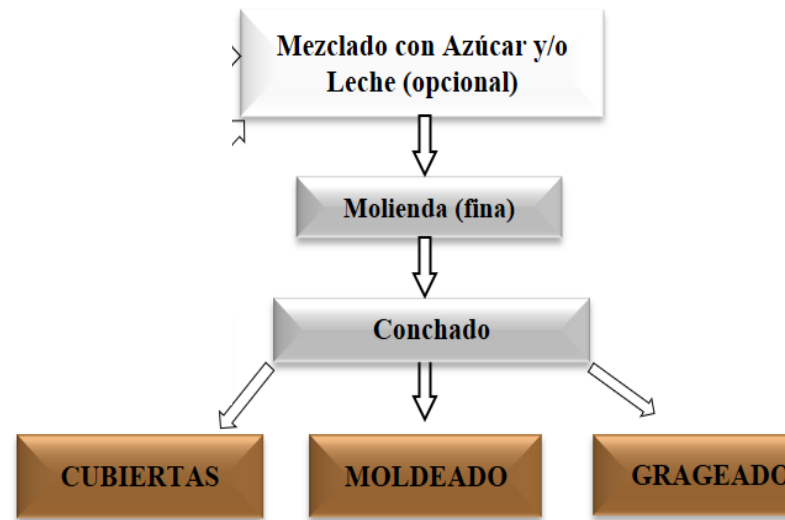 Mezclado con Azúcar y/o
Leche (opcional)
Molienda (fina)
Conchado
CUBIERTAS
MOLDEADO
GRAGEADO